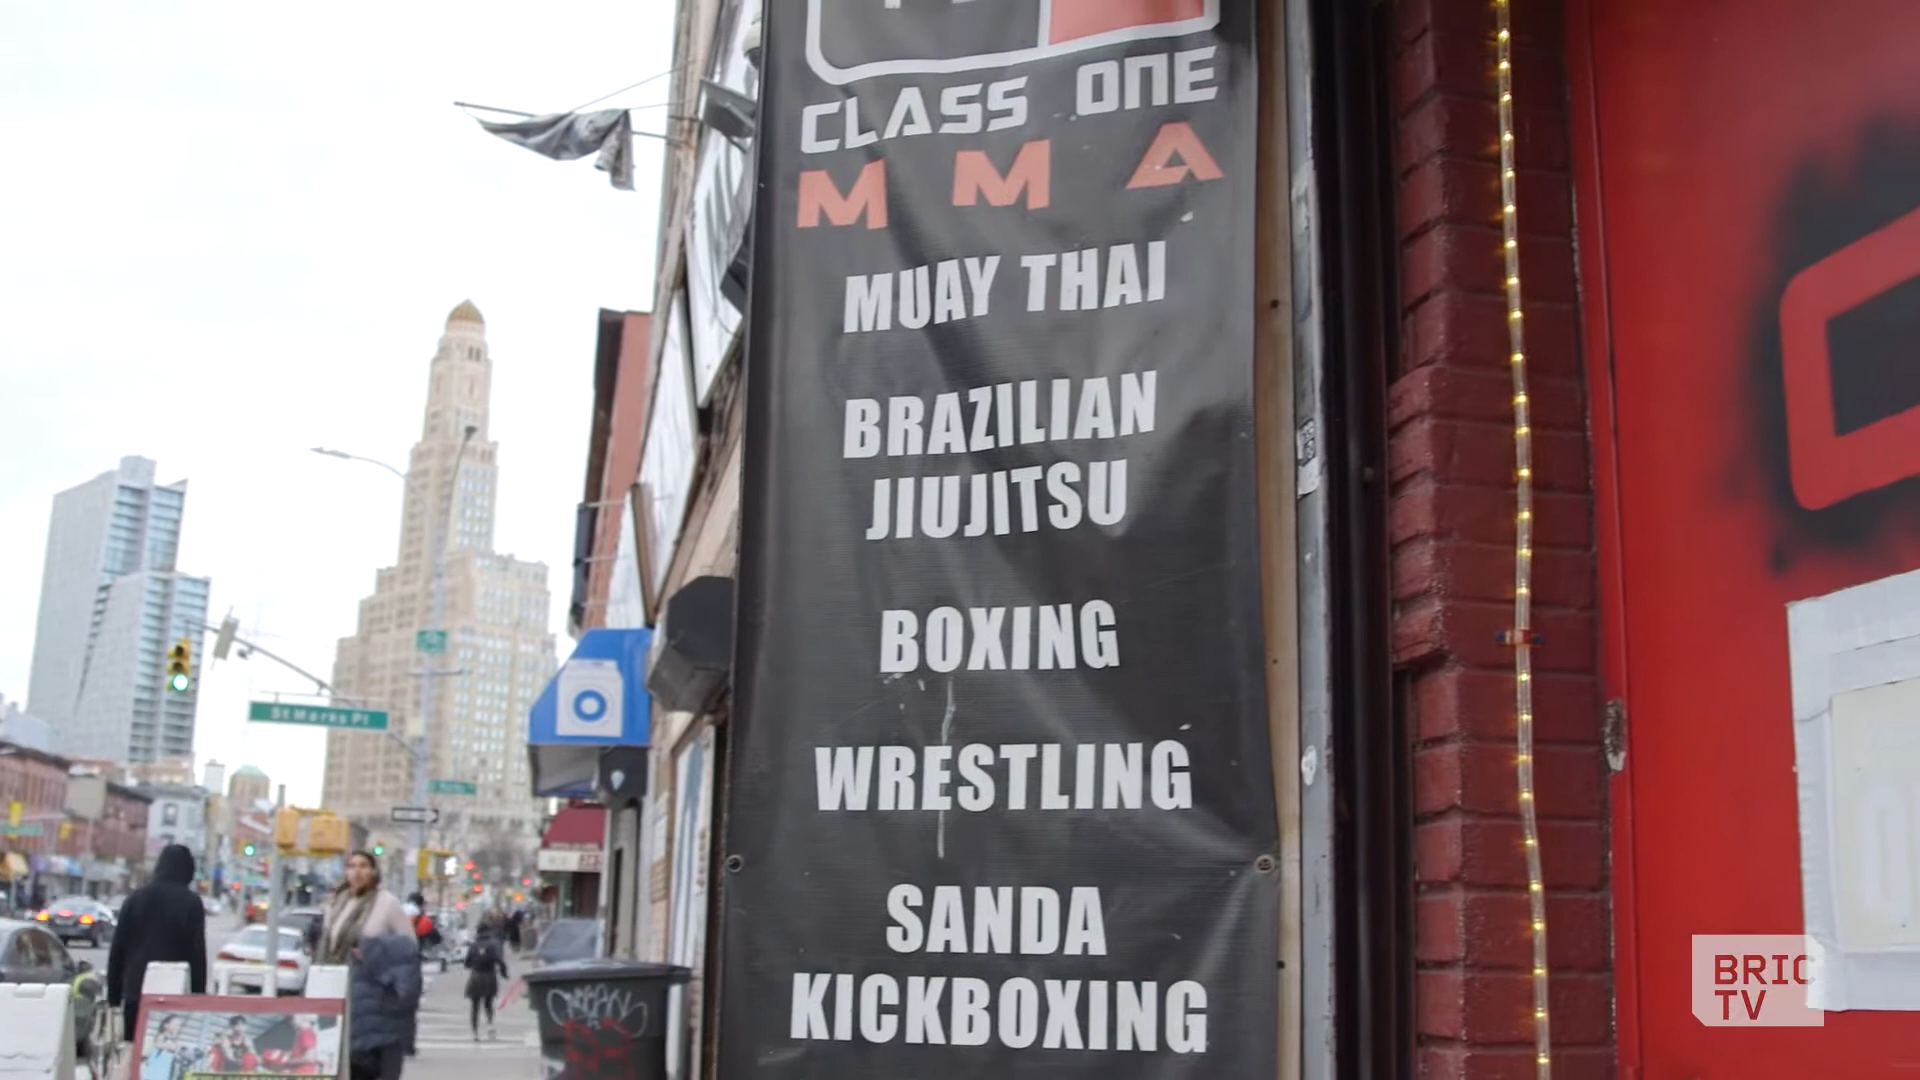 CLASS ONE
MMA
MUAY THAI
BRAZILIAN
JIUJITSU
BOXING
WRESTLING
SANDA
KICKBOXING
St Marks Pl
BRIC
TV